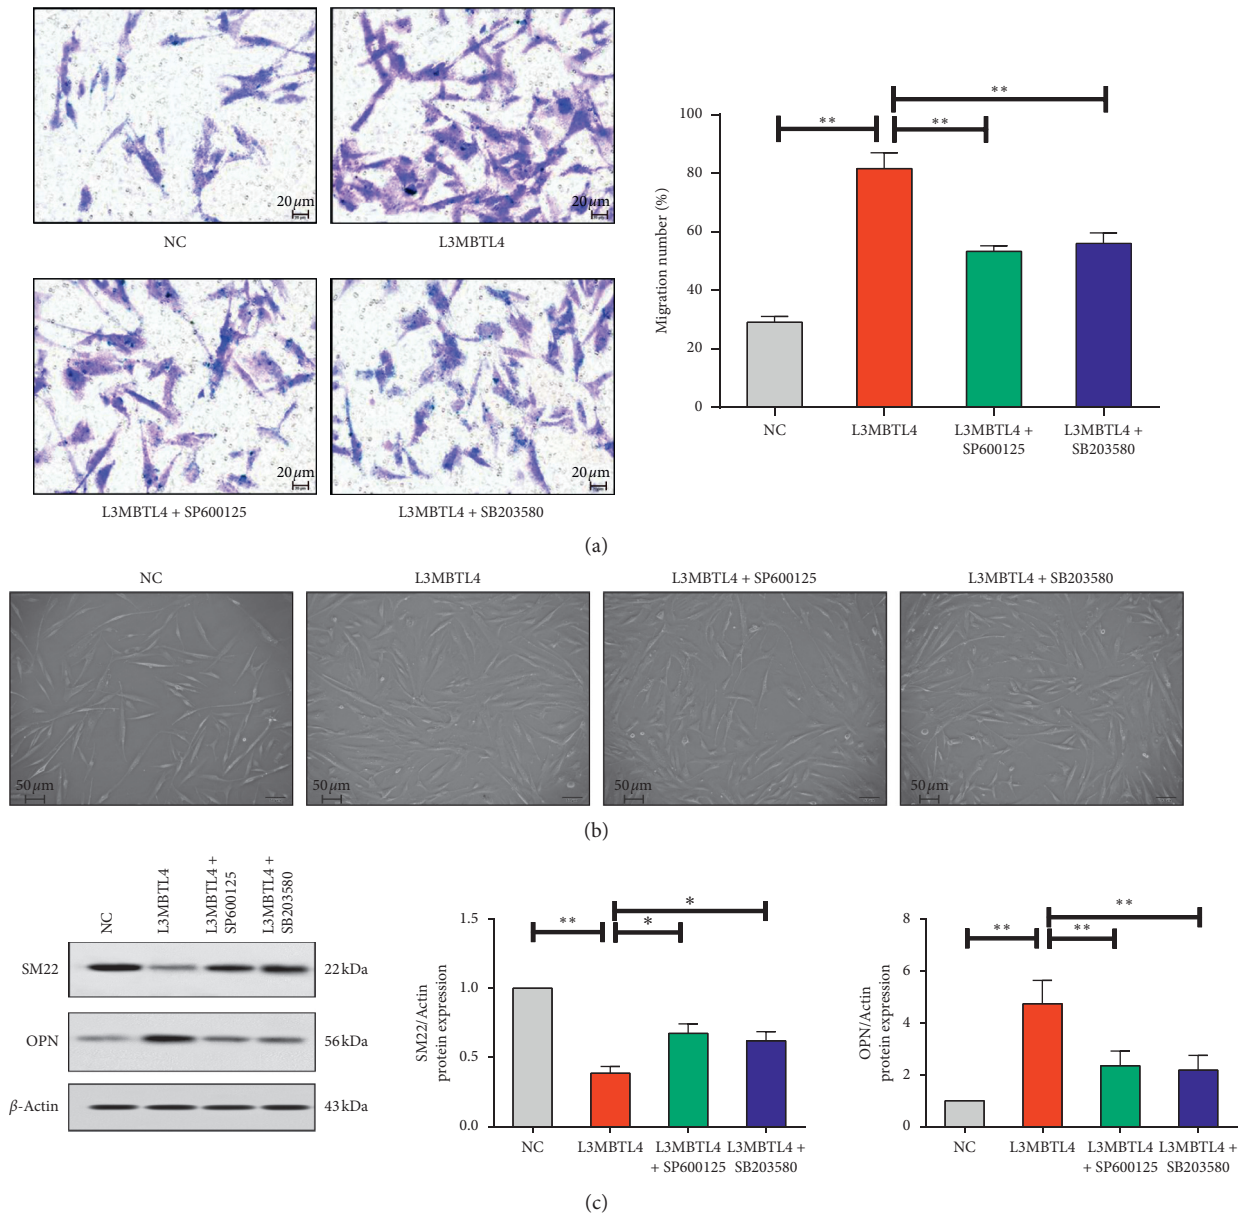 20 μm
20 μm
NC
L3MBTL4
20 μm
20 μm
L3MBTL4 + SP600125
L3MBTL4 + SB203580
**
**
**
100
80
60
40
20
0
Migration number (%)
NC
L3MBTL4
L3MBTL4 +
SP600125
L3MBTL4 +
SB203580
(a)
NC
L3MBTL4
L3MBTL4 + SP600125
L3MBTL4 + SB203580
50 μm
50 μm
50 μm
50 μm
(b)
NC
L3MBTL4
L3MBTL4 +
SP600125
L3MBTL4 +
SB203580
SM22
22 kDa
OPN
56 kDa
β-Actin
43 kDa
*
**
*
1.5
1.0
0.5
0.0
SM22/Actin
protein expression
NC
L3MBTL4
L3MBTL4
+ SP600125
L3MBTL4 +
SB203580
**
**
**
8
6
4
2
0
OPN/Actin
protein expression
NC
L3MBTL4
L3MBTL4
+ SP600125
L3MBTL4 +
SB203580
(c)